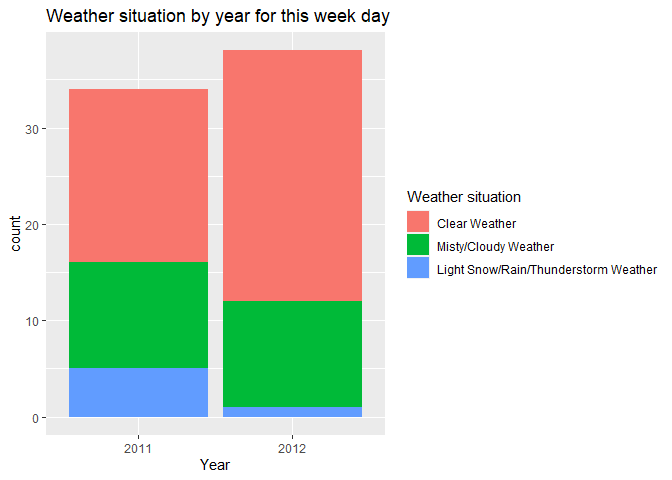 Weather situation by year for this week day
30
20
10
0
count
2011
2012
Year
Weather situation
Clear Weather
Misty/Cloudy Weather
Light Snow/Rain/Thunderstorm Weather